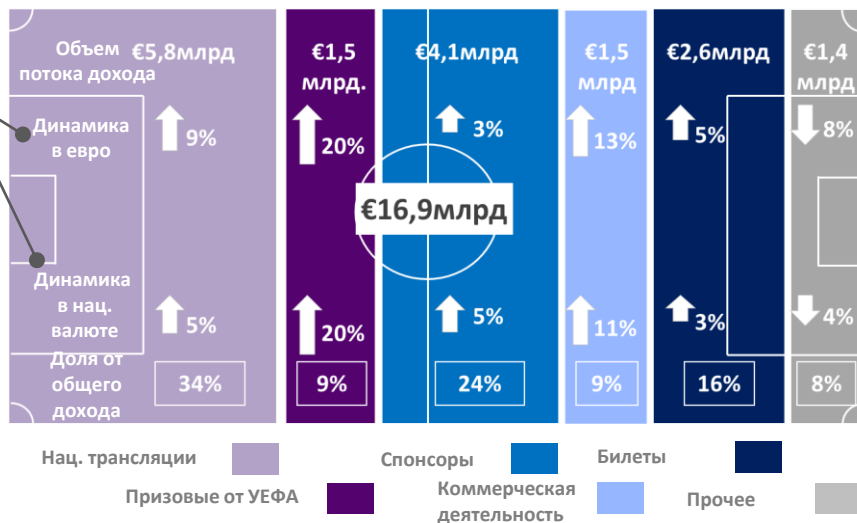 Объем
потока дохода
€5,8млрд
€1,5
млрд.
€4,1млрд
€1,5
млрд
€2,6млрд
€1,4
млрд
Динамика
в евро
9%
20%
3%
13%
5%
8%
€16,9млрд
Динамика
в нац.
валюте
5%
20%
5%
11%
3%
4%
Доля от
общего
дохода
34%
9%
24%
9%
16%
8%
Нац. трансляции
Спонсоры
Билеты
Призовые от УЕФА
Коммерческая
деятельность
Прочее